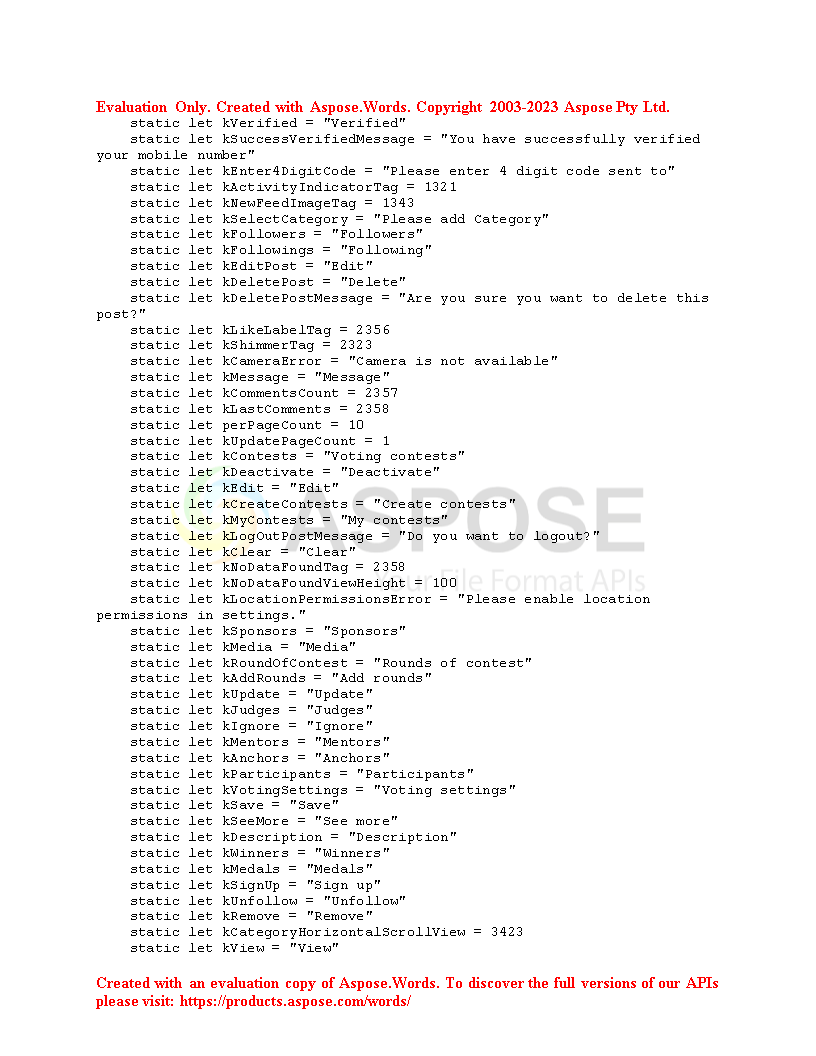 Evaluation Only. Created with Aspose.Words. Copyright 2003-2023 Aspose Pty Ltd.
static let kVerified = "Verified"
static let kSuccessVerifiedMessage = "You have successfully verified
your mobile number"
static let kEnter4DigitCode = "Please enter 4 digit code sent to"
static let kActivityIndicatorTag = 1321
static let kNewFeedImageTag = 1343
static let kSelectCategory = "Please add Category"
static let kFollowers = "Followers"
static let kFollowings = "Following"
static let kEditPost = "Edit"
static let kDeletePost = "Delete"
static let kDeletePostMessage = "Are you sure you want to delete this
post?"
static let kLikeLabelTag = 2356
static let kShimmerTag = 2323
static let kCameraError = "Camera is not available"
static let kMessage = "Message"
static let kCommentsCount = 2357
static let kLastComments = 2358
static let perPageCount = 10
static let kUpdatePageCount = 1
static let kContests = "Voting contests"
static let kDeactivate = "Deactivate"
static let kEdit = "Edit"
static let kCreateContests = "Create contests"
static let kMyContests = "My contests"
static let kLogOutPostMessage = "Do you want to logout?"
static let kClear = "Clear"
static let kNoDataFoundTag = 2358
static let kNoDataFoundViewHeight = 100
static let kLocationPermissionsError = "Please enable location
permissions in settings."
static let kSponsors = "Sponsors"
static let kMedia = "Media"
static let kRoundOfContest = "Rounds of contest"
static let kAddRounds = "Add rounds"
static let kUpdate = "Update"
static let kJudges = "Judges"
static let kIgnore = "Ignore"
static let kMentors = "Mentors"
static let kAnchors = "Anchors"
static let kParticipants = "Participants"
static let kVotingSettings = "Voting settings"
static let kSave = "Save"
static let kSeeMore = "See more"
static let kDescription = "Description"
static let kWinners = "Winners"
static let kMedals = "Medals"
static let kSignUp = "Sign up"
static let kUnfollow = "Unfollow"
static let kRemove = "Remove"
static let kCategoryHorizontalScrollView = 3423
static let kView = "View"
ASPOSE
Your File Format APIs
Created with an evaluation copy of Aspose.Words. To discover the full versions of our APIs
please visit: https://products.aspose.com/words/